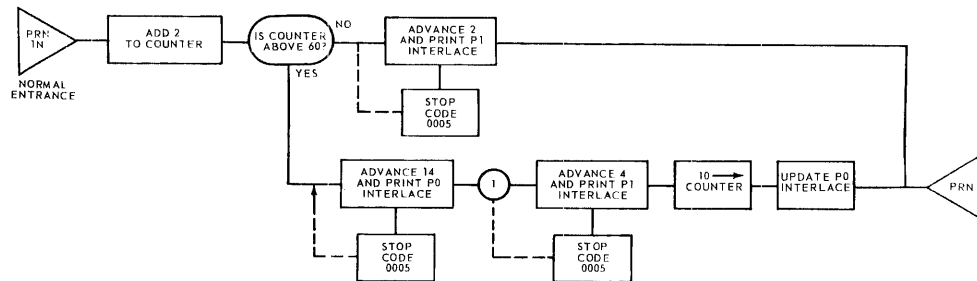 PRN
1N
NORMAL
ENTRANCE
ADD 2
TO COUNTER
IS COUNTER
ABOVE 60?
NO
YES
ADVANCE 2
AND PRINT P1
INTERLACE
STOP
CODE
0005
ADVANCE 14
AND PRINT P0
INTERLACE
STOP
CODE
0005
1
ADVANCE 4
AND PRINT P1
INTERLACE
STOP
CODE
0005
10 →
COUNTER
UPDATE P0
INTERLACE
PRN